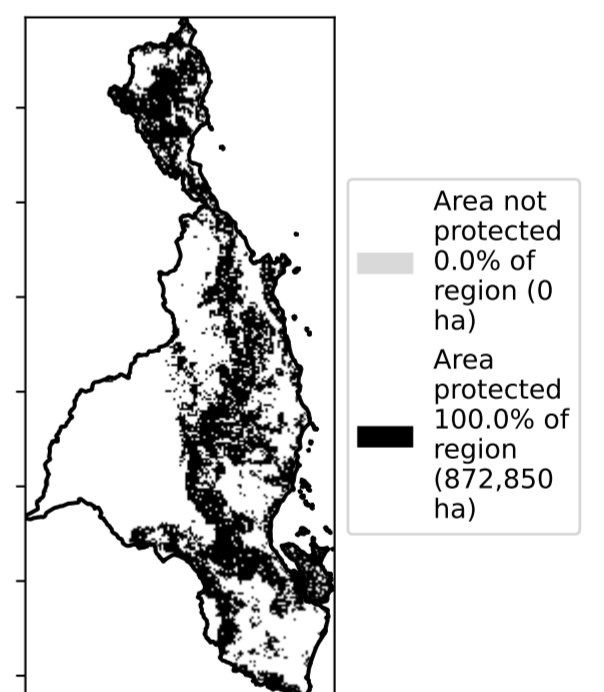 Area not
protected
0.0% of
region (0
ha)
Area
protected
100.0% of
region
(872,850
ha)